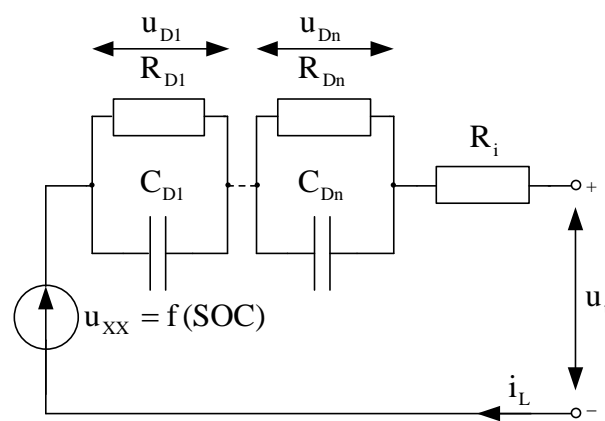 u_D1 u_Dn
R_D1 R_Dn
R_i
C_D1 C_Dn
+
u_XX = f(SOC)
u
i_L
−